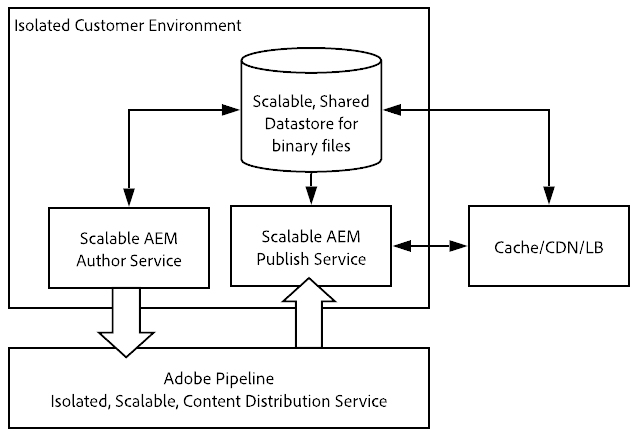 Isolated Customer Environment
Scalable, Shared
Datastore for
binary files
Scalable AEM
Author Service
Scalable AEM
Publish Service
Cache/CDN/LB
Adobe Pipeline
Isolated, Scalable, Content Distribution Service